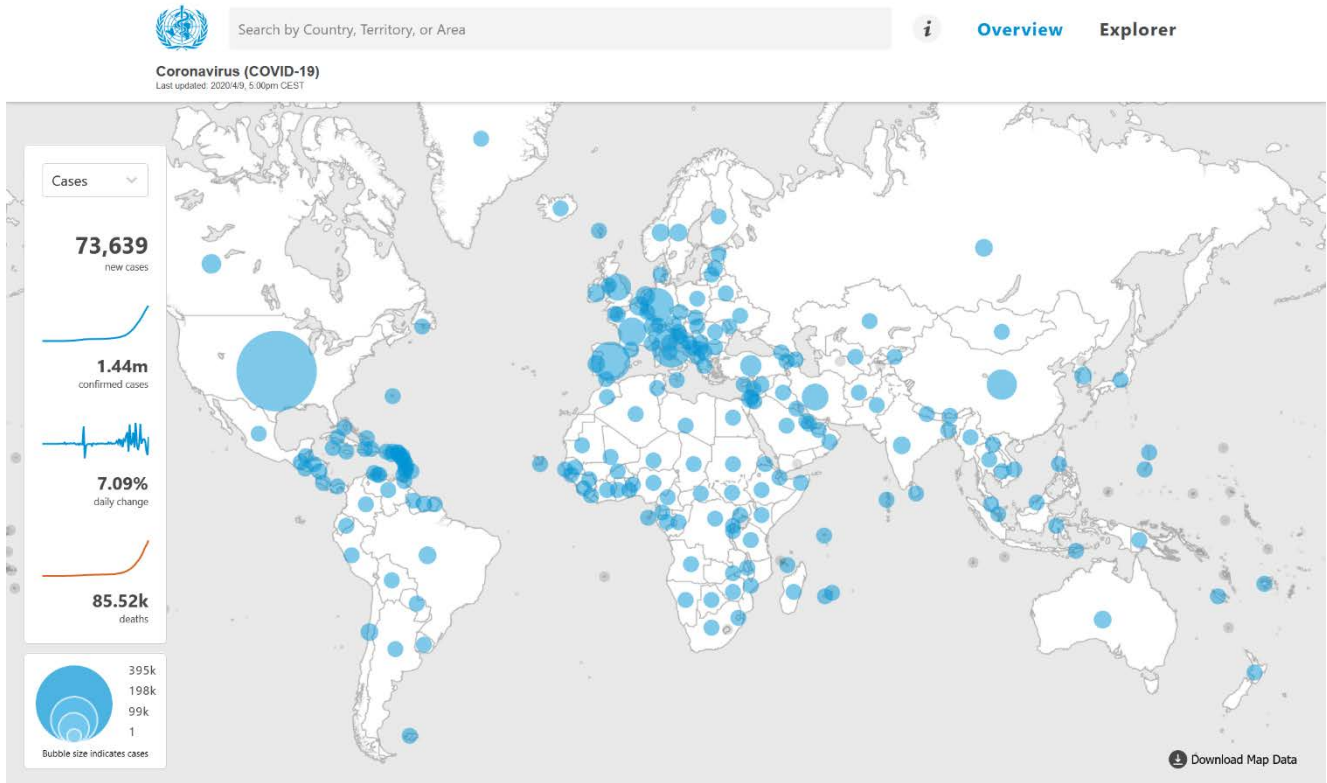 Search by Country, Territory, or Area
i
Overview
Explorer
Coronavirus (COVID-19)
Last updated: 2020/4/9, 5:00pm CEST
Cases
73,639
new cases
1.44m
confirmed cases
7.09%
daily change
85.52k
deaths
395k
198k
99k
1
Bubble size indicates cases
Download Map Data